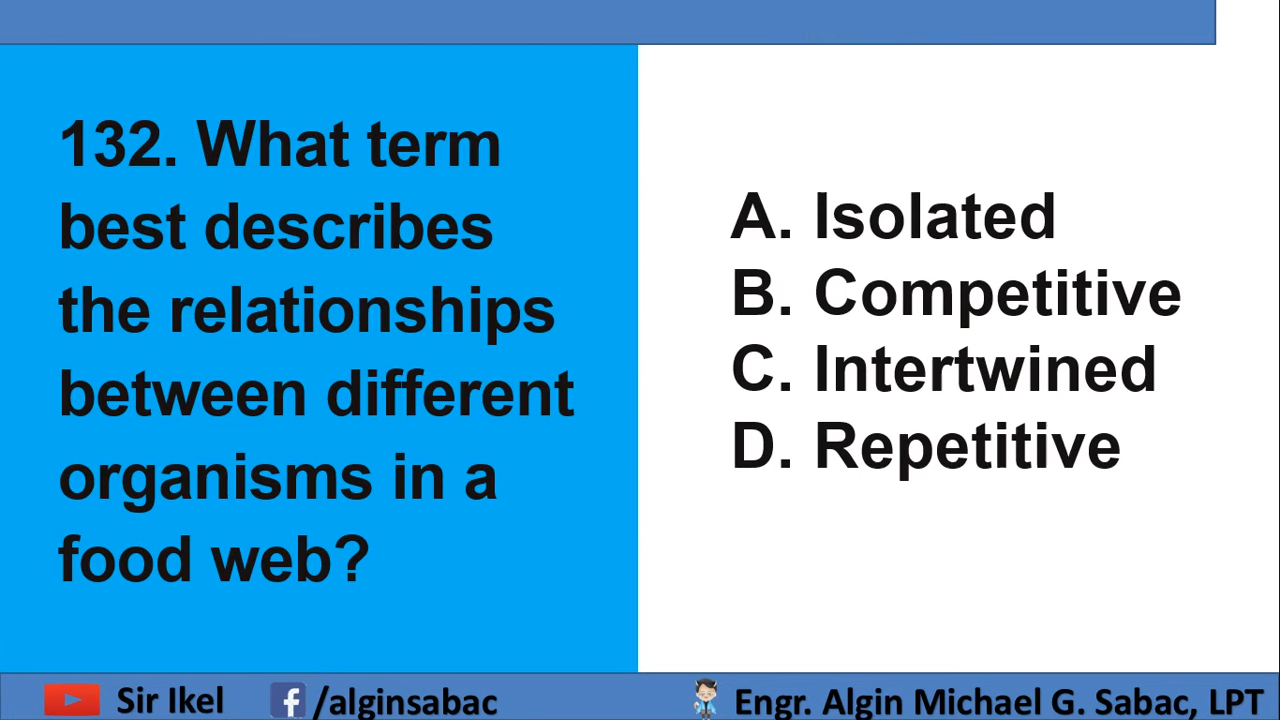 132. What term
best describes
the relationships
between different
organisms in a
food web?
A. Isolated
B. Competitive
C. Intertwined
D. Repetitive
Sir Ikel
/alginsabac
Engr. Algin Michael G. Sabac, LPT